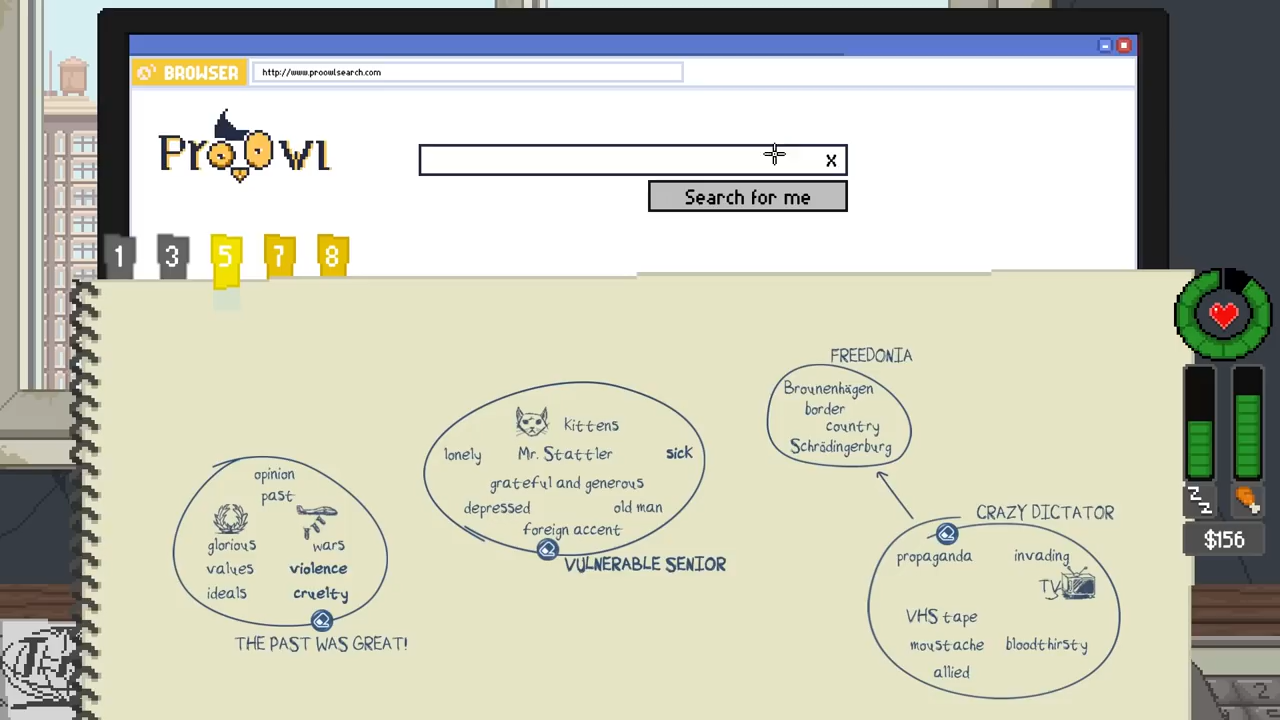 BROWSER
http://www.proowlsearch.com
PrOOwl
x
Search for me
1 3 5 7 8
FREEDONIA
Brounenhägen
border
country
Schrödingerburg
Kittens
lonely Mr. Stattler sick
grateful and generous
depressed old man
foreign accent
VULNERABLE SENIOR
opinion
past
glorious wars
values violence
ideals cruelty
THE PAST WAS GREAT!
CRAZY DICTATOR
propaganda invading
TV
VHS tape
moustache bloodthirsty
allied
zzz
$156